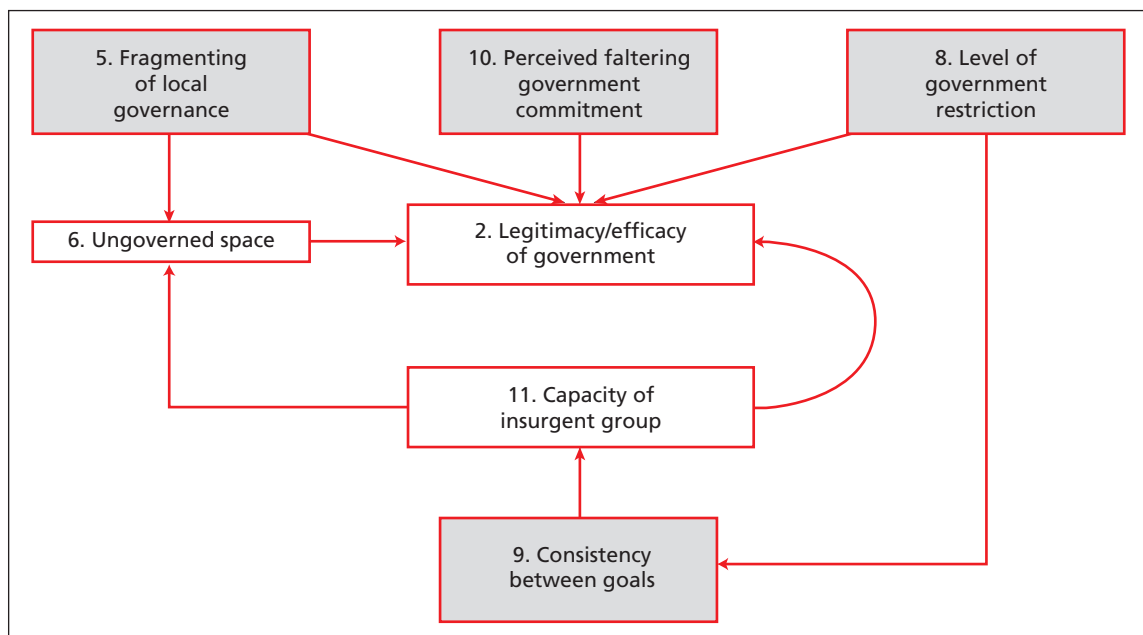 5. Fragmenting
of local
governance
10. Perceived faltering
government
commitment
8. Level of
government
restriction
6. Ungoverned space
2. Legitimacy/efficacy
of government
11. Capacity of
insurgent group
9. Consistency
between goals